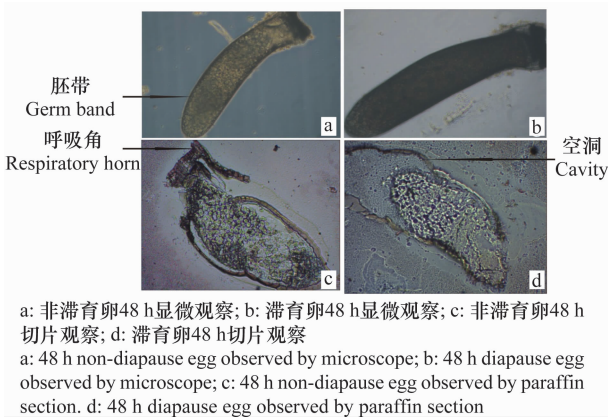 胚带
Germ band
呼吸角
Respiratory horn
空洞
Cavity
a
b
c
d
a: 非滞育卵48 h显微观察; b: 滞育卵48 h显微观察; c: 非滞育卵48 h
切片观察; d: 滞育卵48 h切片观察
a: 48 h non-diapause egg observed by microscope; b: 48 h diapause egg
observed by microscope; c: 48 h non-diapause egg observed by paraffin
section. d: 48 h diapause egg observed by paraffin section